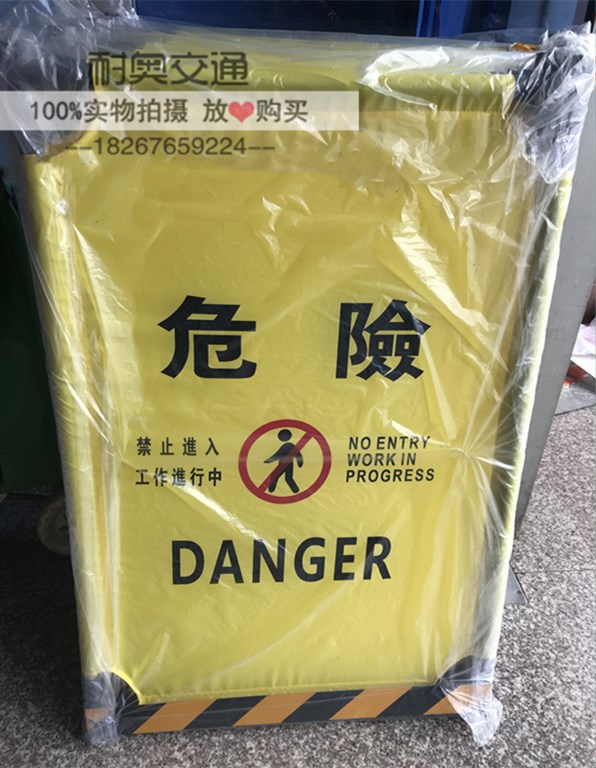 耐奥交通
100%实物拍摄 放❤购买
--18267659224--
危險
禁止進入
工作進行中
NO ENTRY
WORK IN
PROGRESS
DANGER